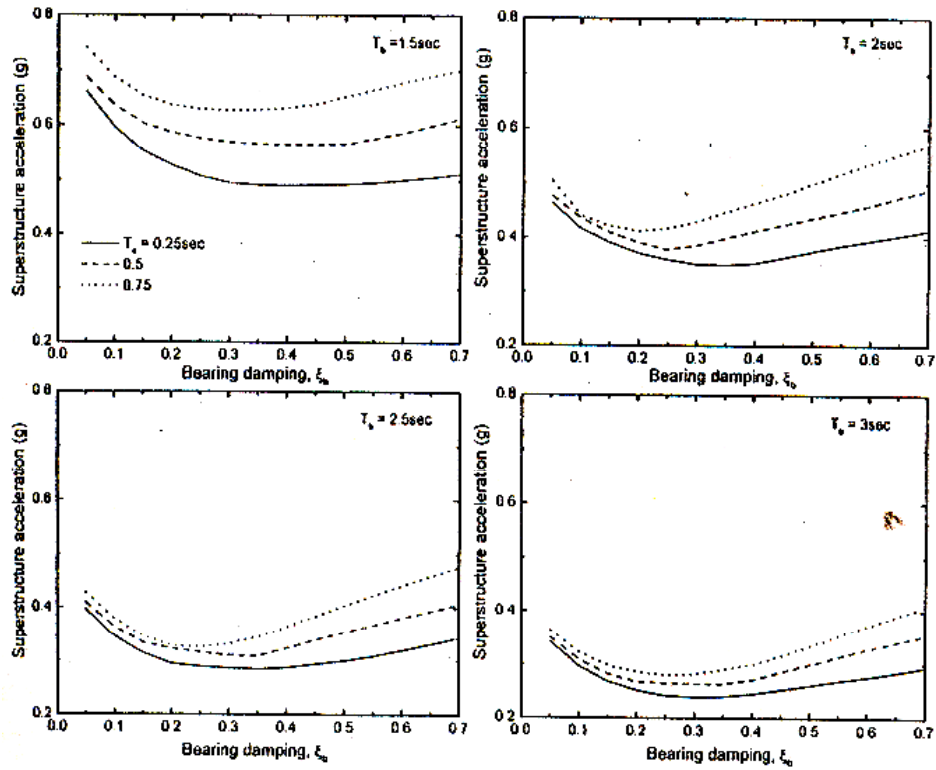 Superstructure acceleration (g)
0.8
0.6
0.4
0.2
T_b =1.5sec
T_s = 0.25sec
0.5
0.75
0.0 0.1 0.2 0.3 0.4 0.5 0.6 0.7
Bearing damping, ξ_b
Superstructure acceleration (g)
0.8
0.6
0.4
0.2
T_b = 2sec
0.0 0.1 0.2 0.3 0.4 0.5 0.6 0.7
Bearing damping, ξ_b
Superstructure acceleration (g)
0.8
0.6
0.4
0.2
T_b = 2.5sec
0.0 0.1 0.2 0.3 0.4 0.5 0.6 0.7
Bearing damping, ξ_b
Superstructure acceleration (g)
0.8
0.6
0.4
0.2
T_b = 3sec
0.0 0.1 0.2 0.3 0.4 0.5 0.6 0.7
Bearing damping, ξ_b